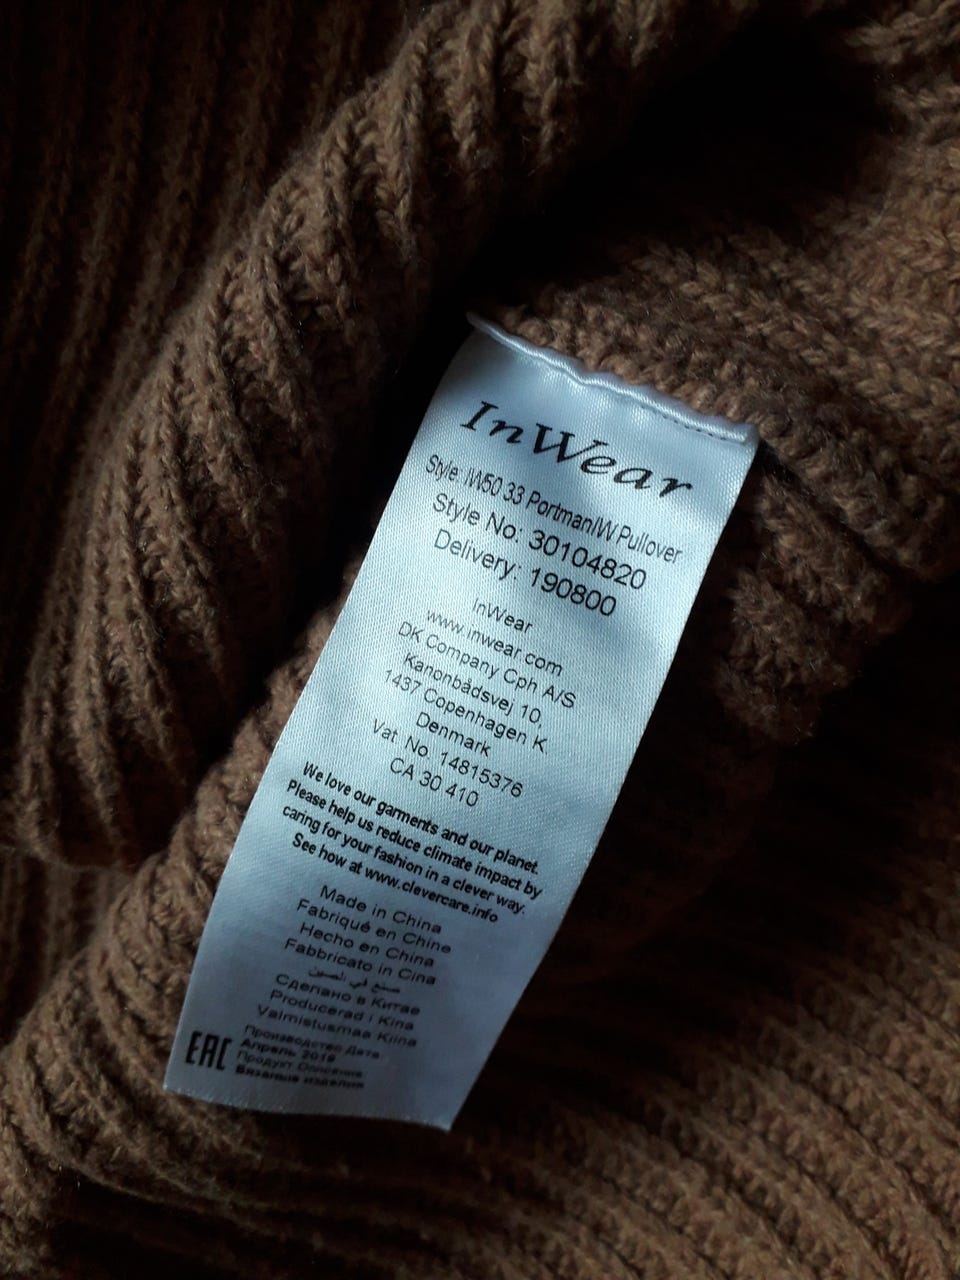 InWear
Style: IW50 33 PortmanIW Pullover
Style No: 30104820
Delivery: 190800
InWear
www.inwear.com
DK Company Cph A/S
Kanonbådsvej 10,
1437 Copenhagen K.
Denmark
Vat. No. 14815376
CA 30 410
We love our garments and our planet.
Please help us reduce climate impact by
caring for your fashion in a clever way.
See how at www.clevercare.info
Made in China
Fabriqué en Chine
Hecho en China
Fabbricato in Cina
صنع في الصين
Сделано в Китае
Producerad i Kina
Valmistusmaa Kiina
EAC
Производство Дата
Апрель 2019
Продукт Описение
Вязаные изделия